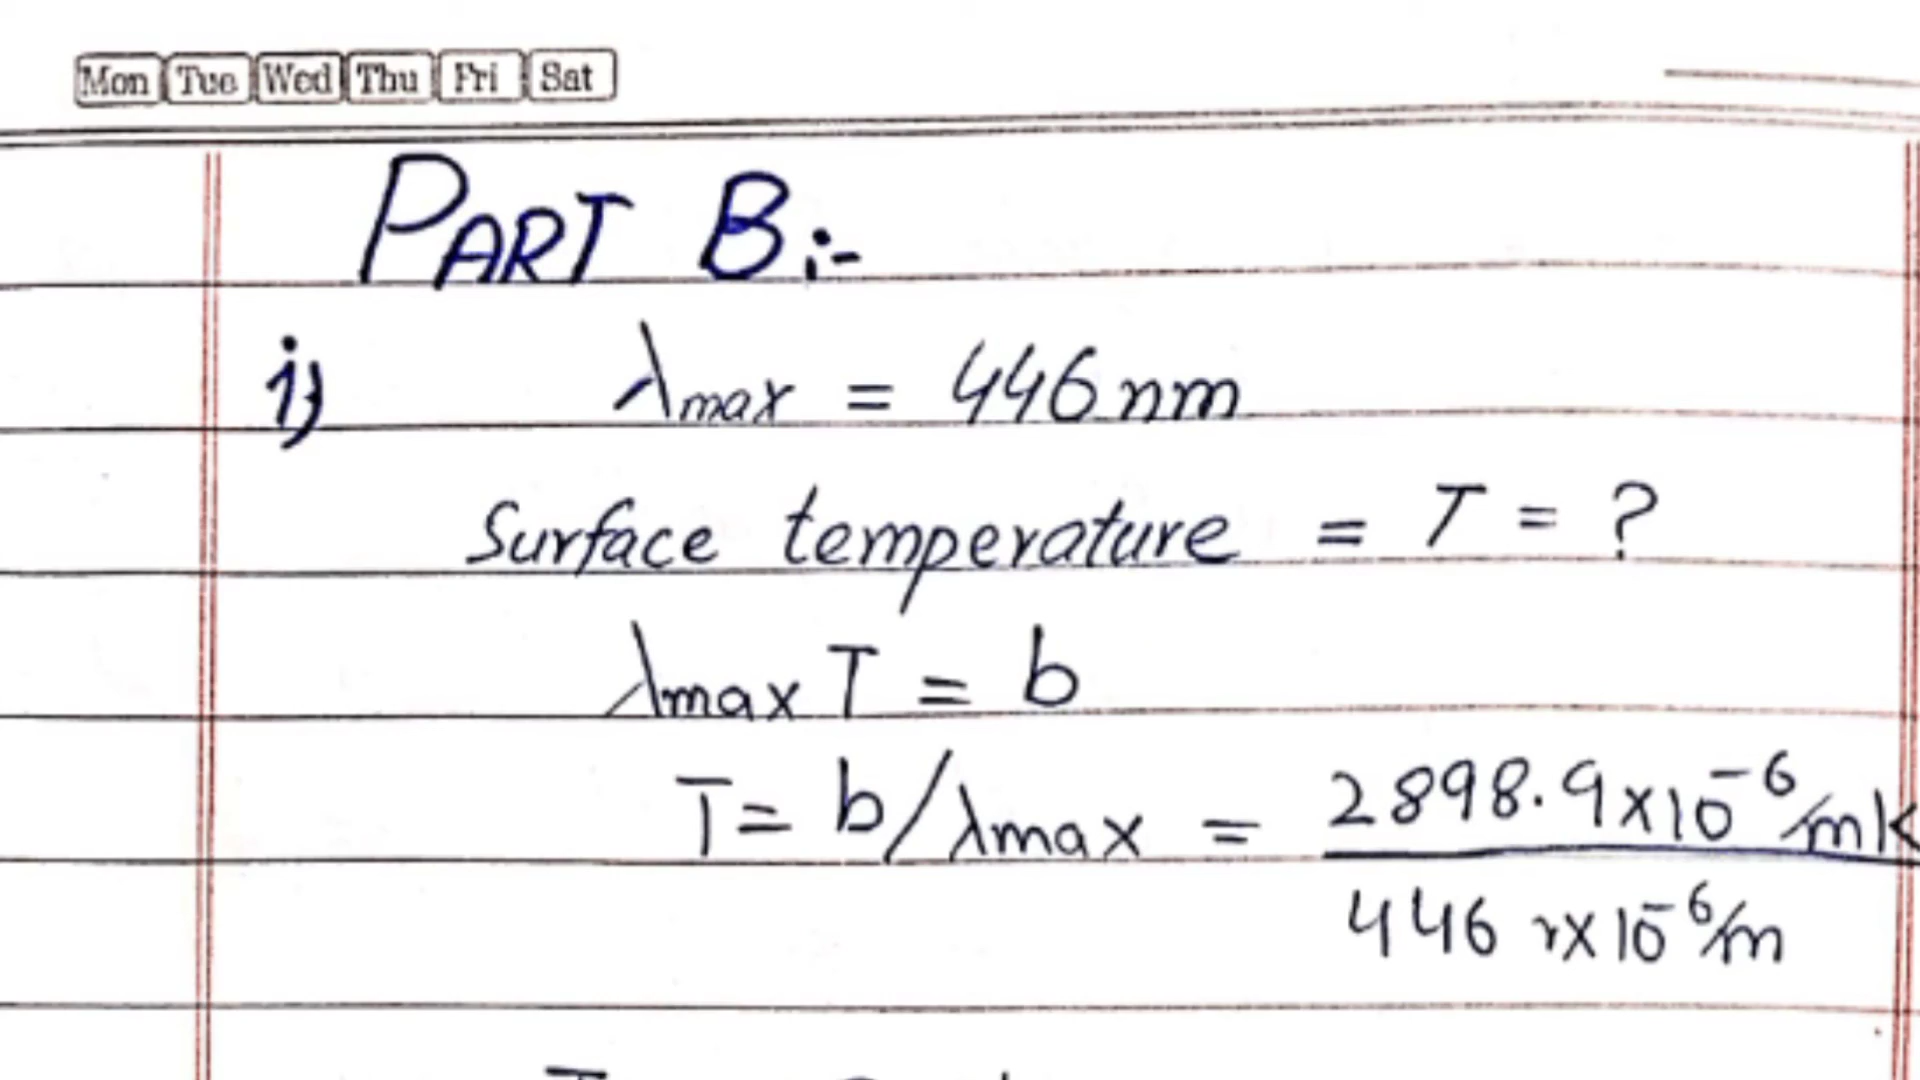 Mon Tue Wed Thu Fri Sat
PART B:-
i) λmax = 446nm
Surface temperature = T = ?
λmax T = b
T = b/λmax = 2898.9x10⁻⁶ mK
446 x 10⁻⁶ m